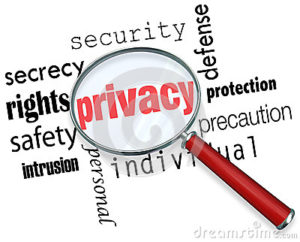 security
defense
secrecy
rights
privacy
protection
safety
precaution
intrusion
personal
individual
dreamstime.com